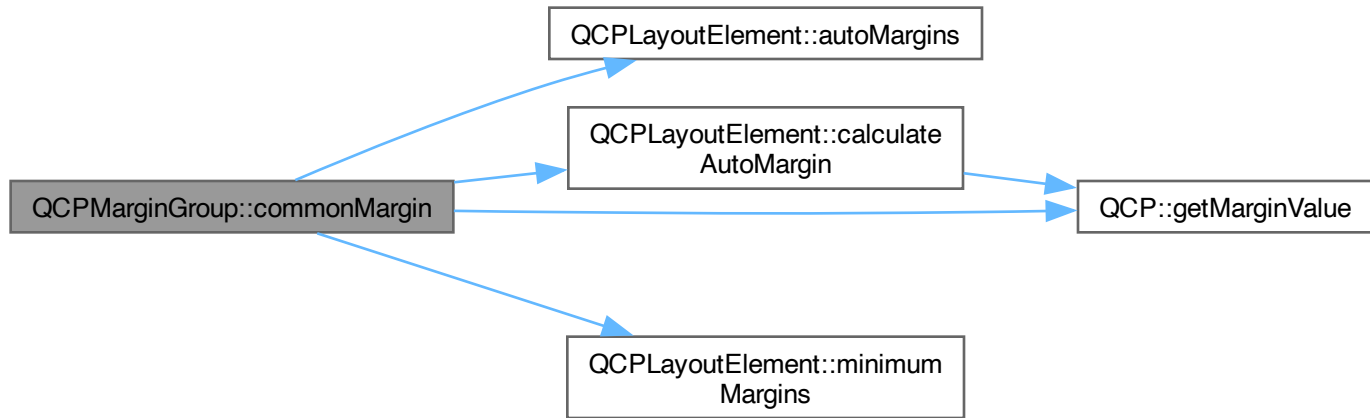 QCPLayoutElement::autoMargins
QCPLayoutElement::calculate
AutoMargin
QCPMarginGroup::commonMargin
QCP::getMarginValue
QCPLayoutElement::minimum
Margins